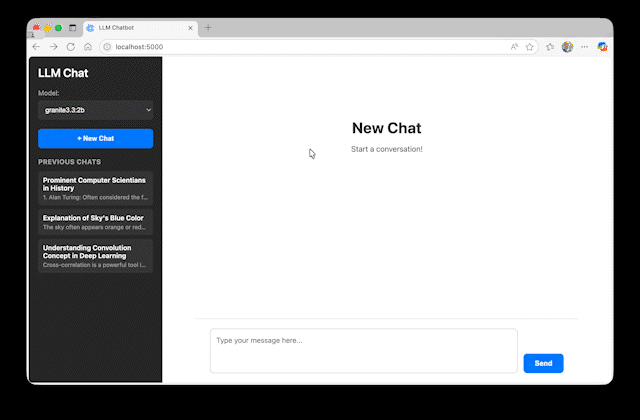 LLM Chatbot
localhost:5000
LLM Chat
Model:
granite3.3:2b
+ New Chat
PREVIOUS CHATS
Prominent Computer Scientians
in History
1. Alan Turing: Often considered the f...
Explanation of Sky's Blue Color
The sky often appears orange or red...
Understanding Convolution
Concept in Deep Learning
Cross-correlation is a powerful tool i...
New Chat
Start a conversation!
Type your message here...
Send